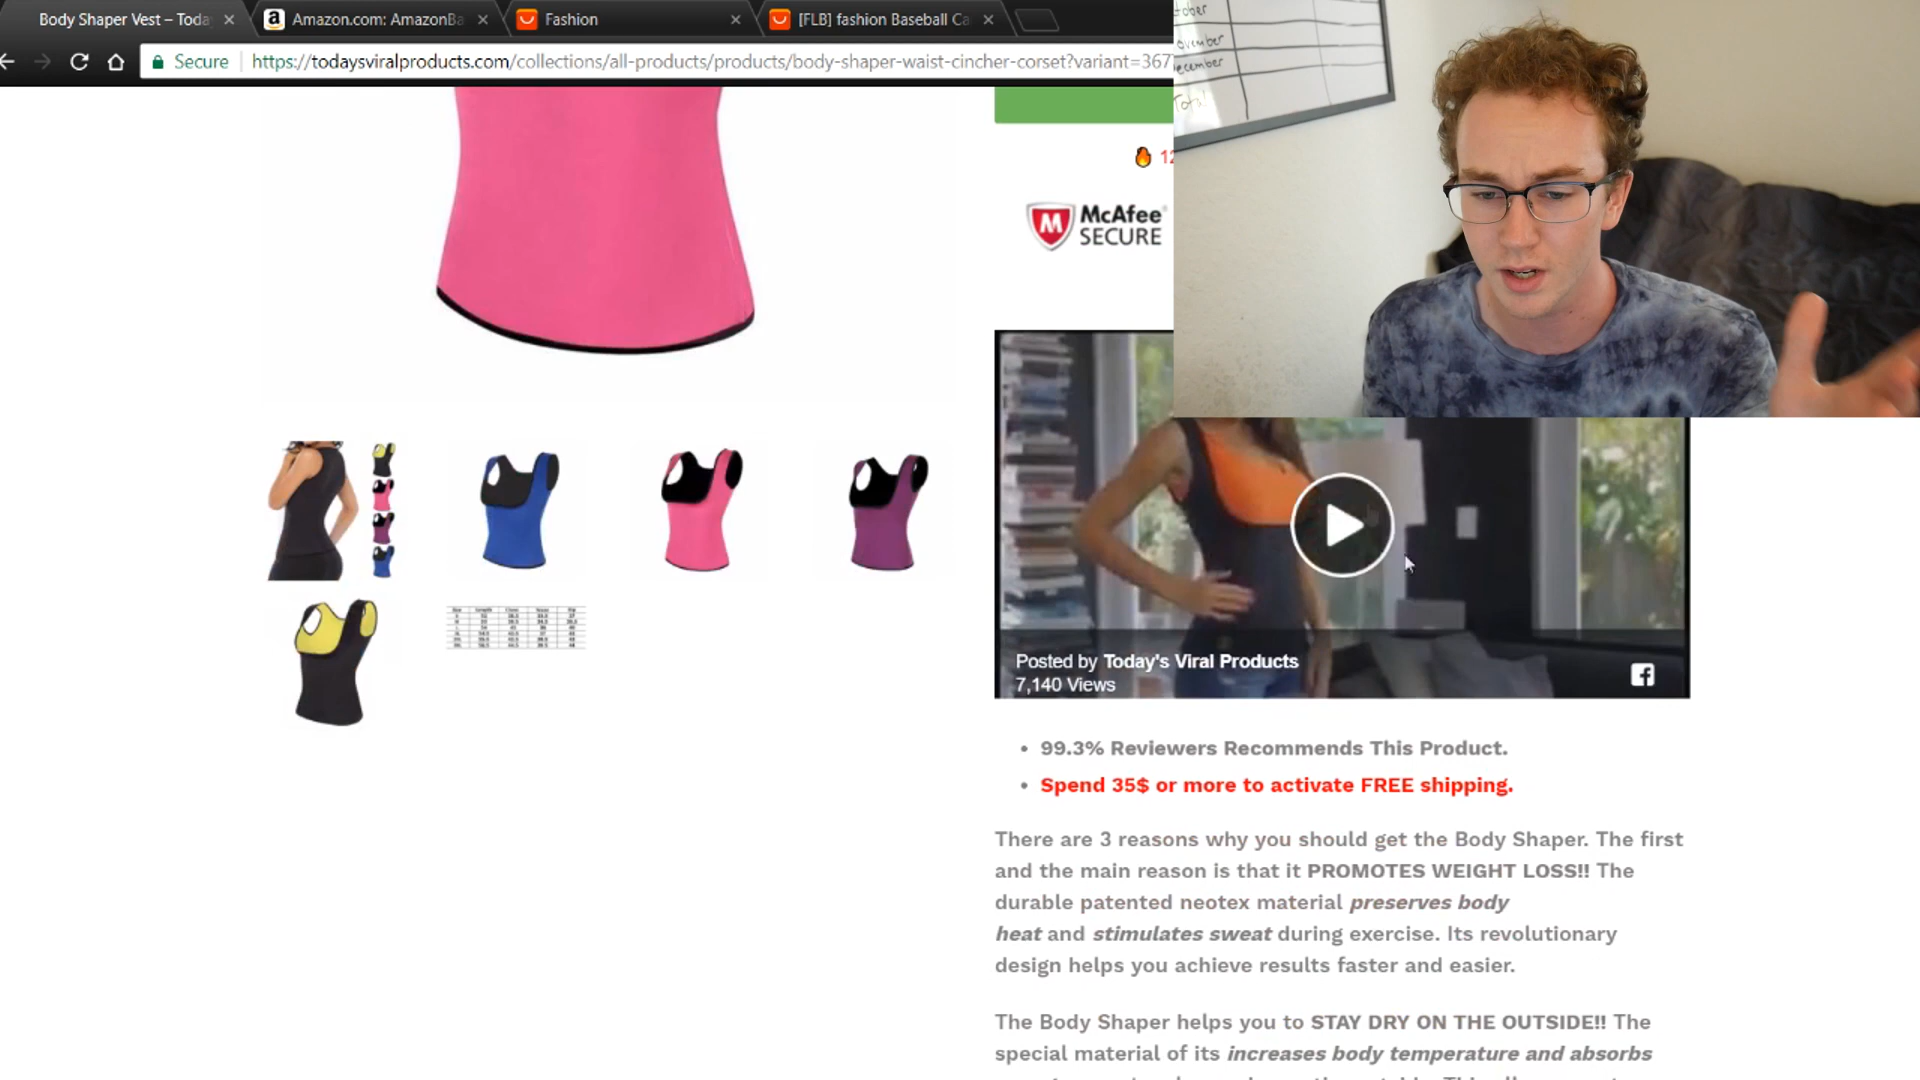 Body Shaper Vest – Toda
Amazon.com: AmazonBa
Fashion
[FLB] fashion Baseball Ca
Secure
https://todaysviralproducts.com/collections/all-products/products/body-shaper-waist-cincher-corset?variant=367
November
December
Total
12
McAfee
SECURE
Posted by Today's Viral Products
7,140 Views
• 99.3% Reviewers Recommends This Product.
• Spend 35$ or more to activate FREE shipping.
There are 3 reasons why you should get the Body Shaper. The first
and the main reason is that it PROMOTES WEIGHT LOSS!! The
durable patented neotex material preserves body
heat and stimulates sweat during exercise. Its revolutionary
design helps you achieve results faster and easier.
The Body Shaper helps you to STAY DRY ON THE OUTSIDE!! The
special material of its increases body temperature and absorbs